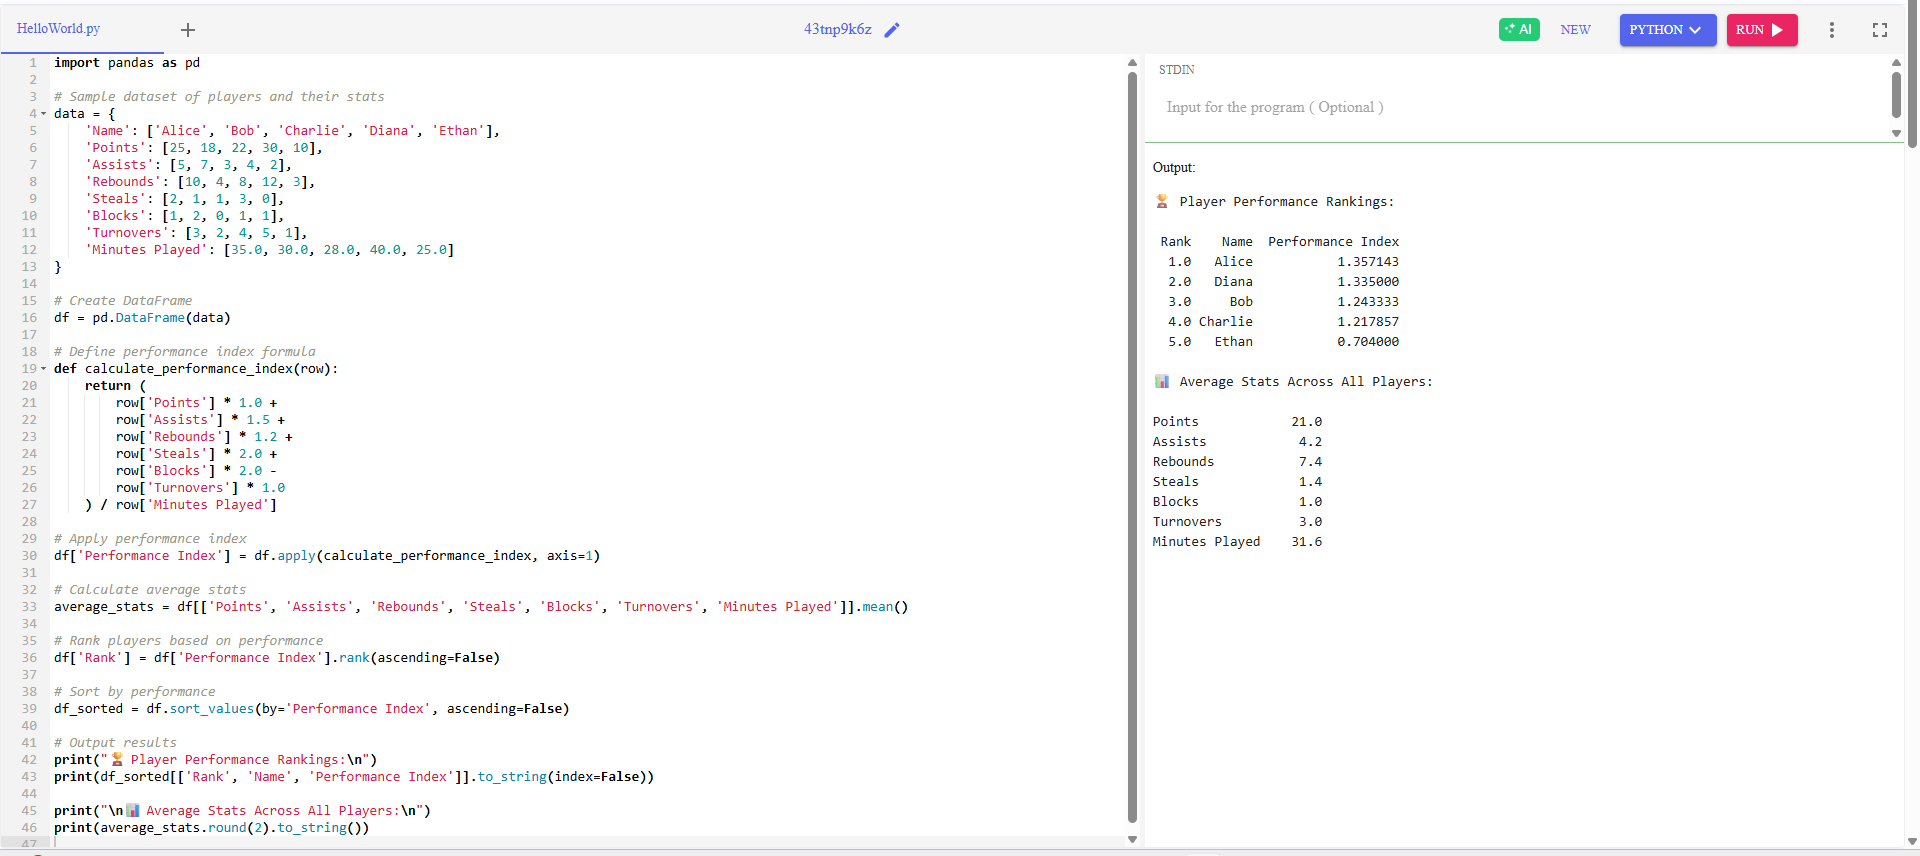 HelloWorld.py
43tnp9k6z
AI
NEW
PYTHON
RUN
1 import pandas as pd
2
3 # Sample dataset of players and their stats
4 data = {
5     'Name': ['Alice', 'Bob', 'Charlie', 'Diana', 'Ethan'],
6     'Points': [25, 18, 22, 30, 10],
7     'Assists': [5, 7, 3, 4, 2],
8     'Rebounds': [10, 4, 8, 12, 3],
9     'Steals': [2, 1, 1, 3, 0],
10     'Blocks': [1, 2, 0, 1, 1],
11     'Turnovers': [3, 2, 4, 5, 1],
12     'Minutes Played': [35.0, 30.0, 28.0, 40.0, 25.0]
13 }
14
15 # Create DataFrame
16 df = pd.DataFrame(data)
17
18 # Define performance index formula
19 def calculate_performance_index(row):
20     return (
21         row['Points'] * 1.0 +
22         row['Assists'] * 1.5 +
23         row['Rebounds'] * 1.2 +
24         row['Steals'] * 2.0 +
25         row['Blocks'] * 2.0 -
26         row['Turnovers'] * 1.0
27     ) / row['Minutes Played']
28
29 # Apply performance index
30 df['Performance Index'] = df.apply(calculate_performance_index, axis=1)
31
32 # Calculate average stats
33 average_stats = df[['Points', 'Assists', 'Rebounds', 'Steals', 'Blocks', 'Turnovers', 'Minutes Played']].mean()
34
35 # Rank players based on performance
36 df['Rank'] = df['Performance Index'].rank(ascending=False)
37
38 # Sort by performance
39 df_sorted = df.sort_values(by='Performance Index', ascending=False)
40
41 # Output results
42 print("🏆 Player Performance Rankings:\n")
43 print(df_sorted[['Rank', 'Name', 'Performance Index']].to_string(index=False))
44
45 print("\n📊 Average Stats Across All Players:\n")
46 print(average_stats.round(2).to_string())
47
STDIN
Input for the program ( Optional )
Output:
🏆 Player Performance Rankings:
Rank    Name  Performance Index
1.0   Alice           1.357143
2.0   Diana           1.335000
3.0     Bob           1.243333
4.0 Charlie           1.217857
5.0   Ethan           0.704000
📊 Average Stats Across All Players:
Points            21.0
Assists            4.2
Rebounds           7.4
Steals             1.4
Blocks             1.0
Turnovers          3.0
Minutes Played    31.6